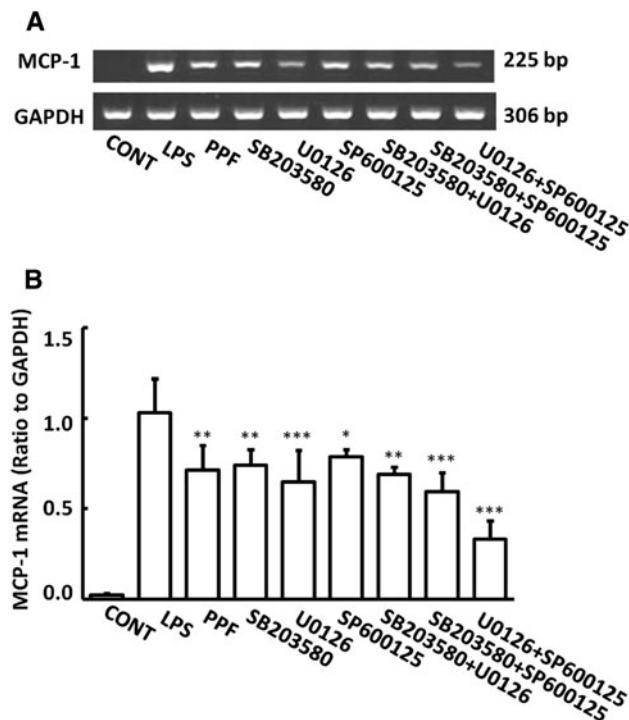 A
MCP-1 225 bp
GAPDH 306 bp
CONT LPS PPF SB203580 U0126 SP600125 SB203580+U0126 SB203580+SP600125 U0126+SP600125
B
MCP-1 mRNA (Ratio to GAPDH)
1.5
1.0
0.5
0.0
** ** *** * ** *** ***
CONT LPS PPF SB203580 U0126 SP600125 SB203580+U0126 SB203580+SP600125 U0126+SP600125